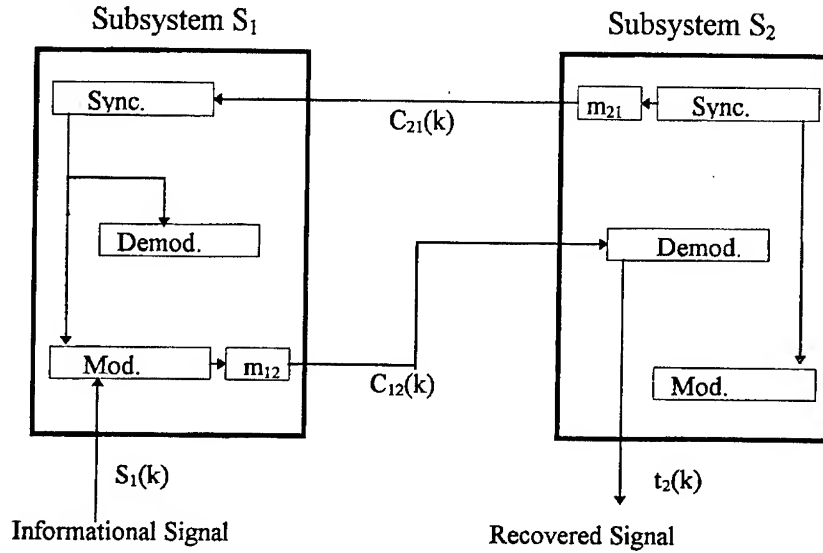 Subsystem S₁
Subsystem S₂
Sync.
C₂₁(k)
m₂₁
Sync.
Demod.
Demod.
Mod.
m₁₂
C₁₂(k)
Mod.
S₁(k)
t₂(k)
Informational Signal
Recovered Signal